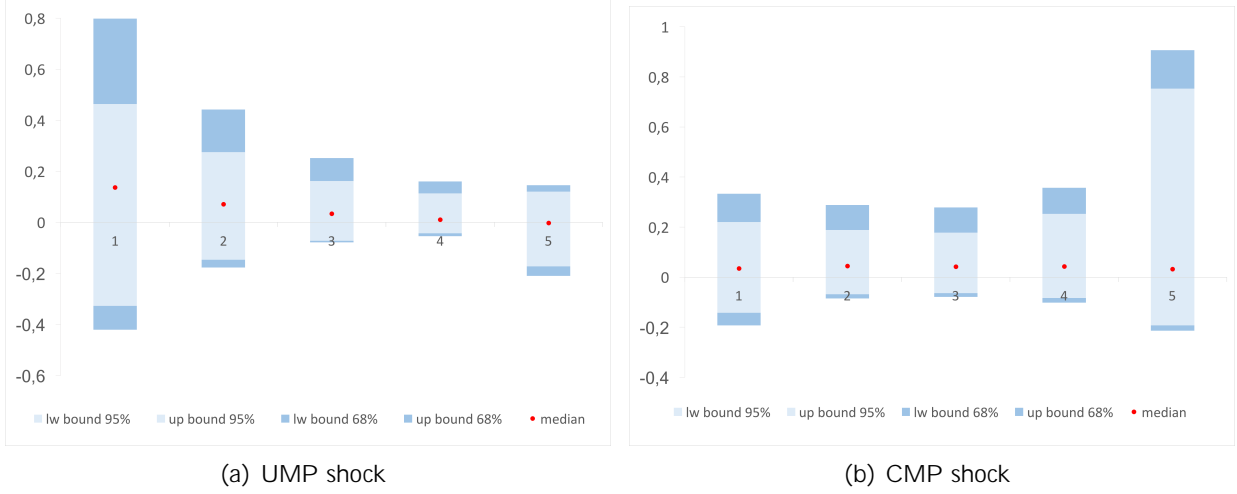 0,8
0,6
0,4
0,2
0
-0,2
-0,4
-0,6
1 2 3 4 5
lw bound 95% up bound 95% lw bound 68% up bound 68% median
(a) UMP shock
1
0,8
0,6
0,4
0,2
0
-0,2
-0,4
1 2 3 4 5
lw bound 95% up bound 95% lw bound 68% up bound 68% median
(b) CMP shock